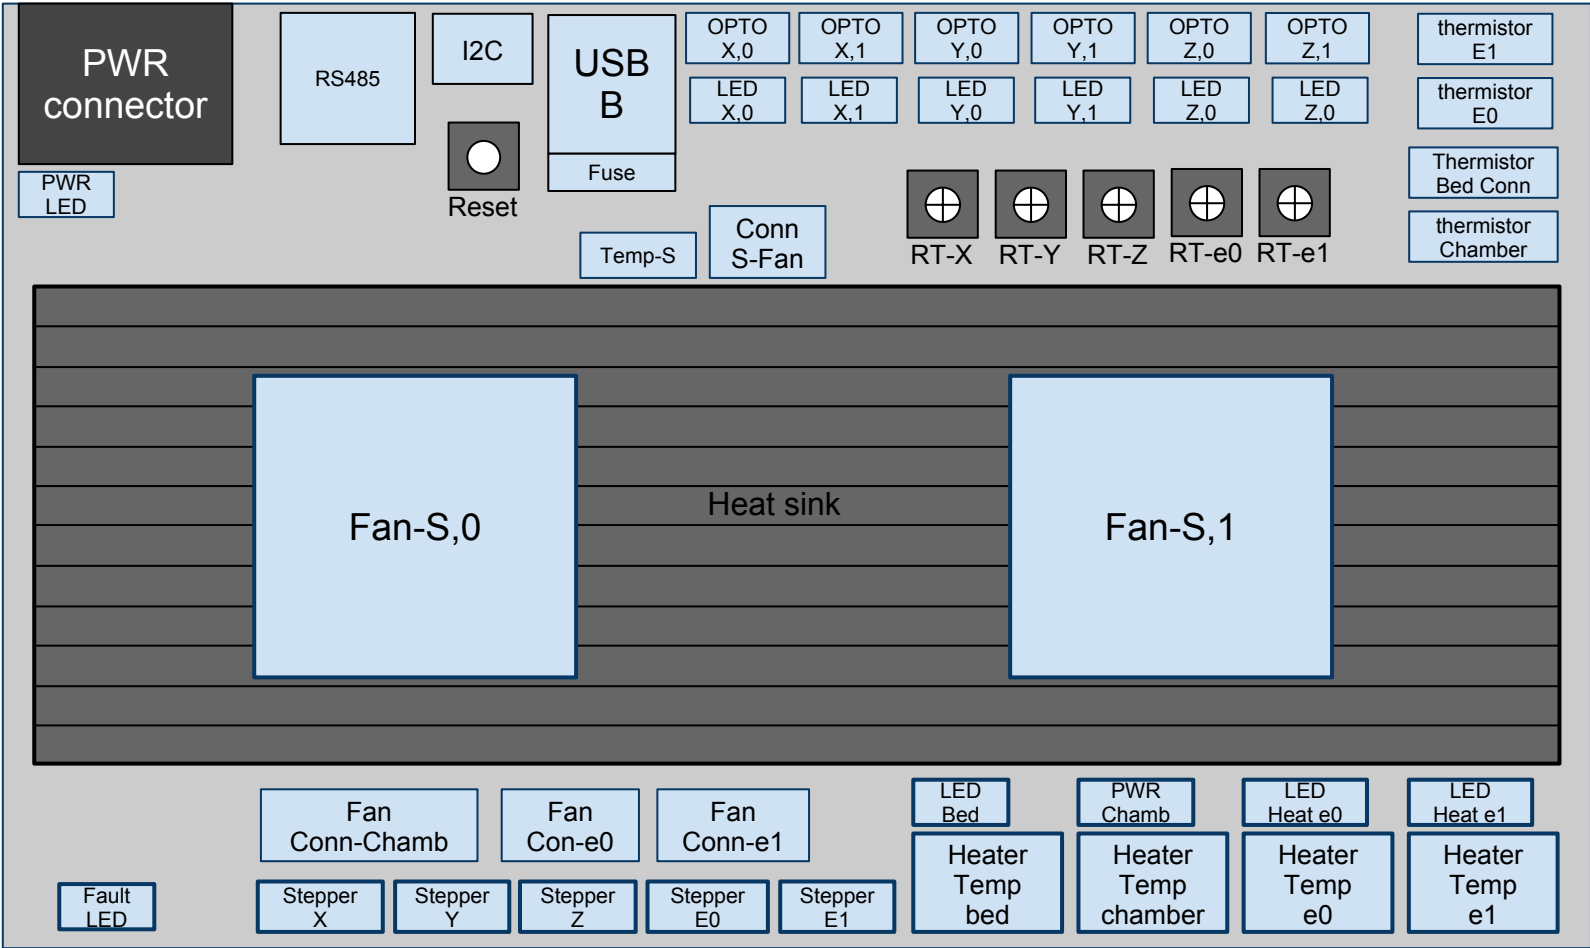 PWR
connector
RS485
I2C
USB
B
Fuse
OPTO
X,0
OPTO
X,1
OPTO
Y,0
OPTO
Y,1
OPTO
Z,0
OPTO
Z,1
thermistor
E1
LED
X,0
LED
X,1
LED
Y,0
LED
Y,1
LED
Z,0
LED
Z,0
thermistor
E0
PWR
LED
Reset
Thermistor
Bed Conn
Temp-S
Conn
S-Fan
RT-X
RT-Y
RT-Z
RT-e0
RT-e1
thermistor
Chamber
Fan-S,0
Heat sink
Fan-S,1
Fan
Conn-Chamb
Fan
Con-e0
Fan
Conn-e1
LED
Bed
PWR
Chamb
LED
Heat e0
LED
Heat e1
Fault
LED
Stepper
X
Stepper
Y
Stepper
Z
Stepper
E0
Stepper
E1
Heater
Temp
bed
Heater
Temp
chamber
Heater
Temp
e0
Heater
Temp
e1